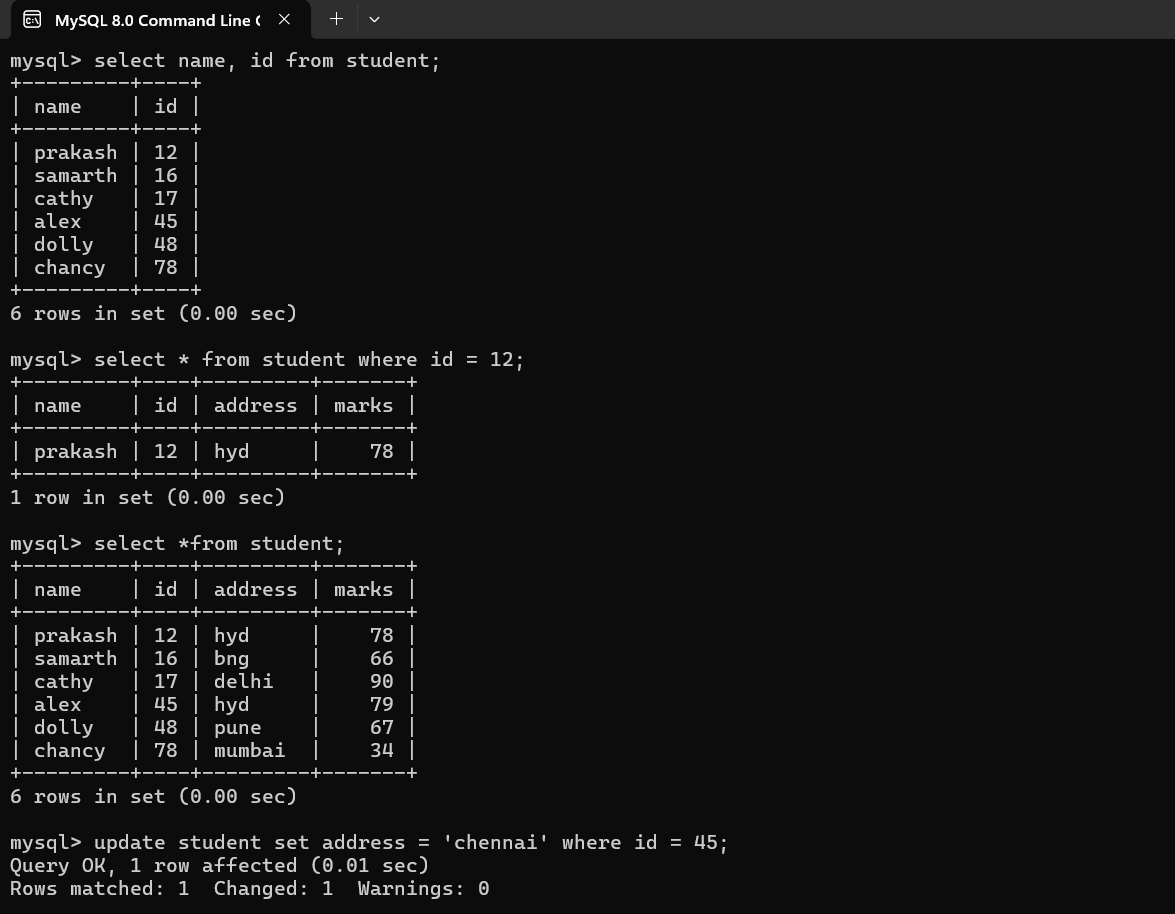 MySQL 8.0 Command Line C
mysql> select name, id from student;
+---------+----+
| name    | id |
+---------+----+
| prakash | 12 |
| samarth | 16 |
| cathy   | 17 |
| alex    | 45 |
| dolly   | 48 |
| chancy  | 78 |
+---------+----+
6 rows in set (0.00 sec)
mysql> select * from student where id = 12;
+---------+----+---------+-------+
| name    | id | address | marks |
+---------+----+---------+-------+
| prakash | 12 | hyd     |    78 |
+---------+----+---------+-------+
1 row in set (0.00 sec)
mysql> select *from student;
+---------+----+---------+-------+
| name    | id | address | marks |
+---------+----+---------+-------+
| prakash | 12 | hyd     |    78 |
| samarth | 16 | bng     |    66 |
| cathy   | 17 | delhi   |    90 |
| alex    | 45 | hyd     |    79 |
| dolly   | 48 | pune    |    67 |
| chancy  | 78 | mumbai  |    34 |
+---------+----+---------+-------+
6 rows in set (0.00 sec)
mysql> update student set address = 'chennai' where id = 45;
Query OK, 1 row affected (0.01 sec)
Rows matched: 1  Changed: 1  Warnings: 0